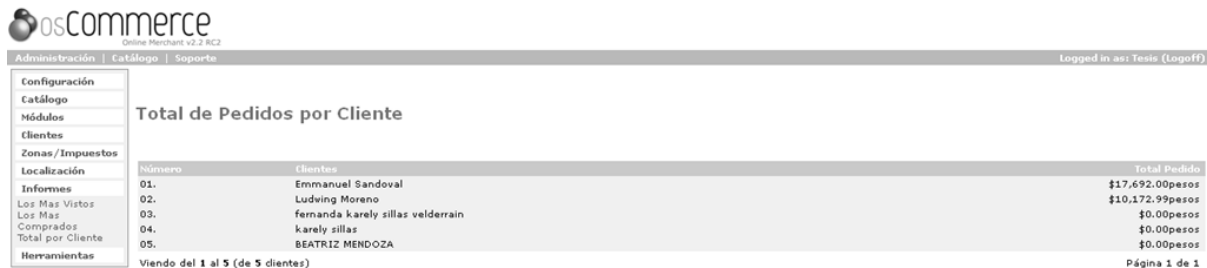 osCommerce
Online Merchant v2.2 RC2
Administración | Catálogo | Soporte
Logged in as: Tesis (Logoff)
Configuración
Catálogo
Módulos
Clientes
Zonas/Impuestos
Localización
Informes
Los Mas Vistos
Los Mas
Comprados
Total por Cliente
Herramientas
Total de Pedidos por Cliente
Número Clientes Total Pedido
01. Emmanuel Sandoval $17,692.00pesos
02. Ludwing Moreno $10,172.99pesos
03. fernanda karely sillas velderrain $0.00pesos
04. karely sillas $0.00pesos
05. BEATRIZ MENDOZA $0.00pesos
Viendo del 1 al 5 (de 5 clientes) Página 1 de 1